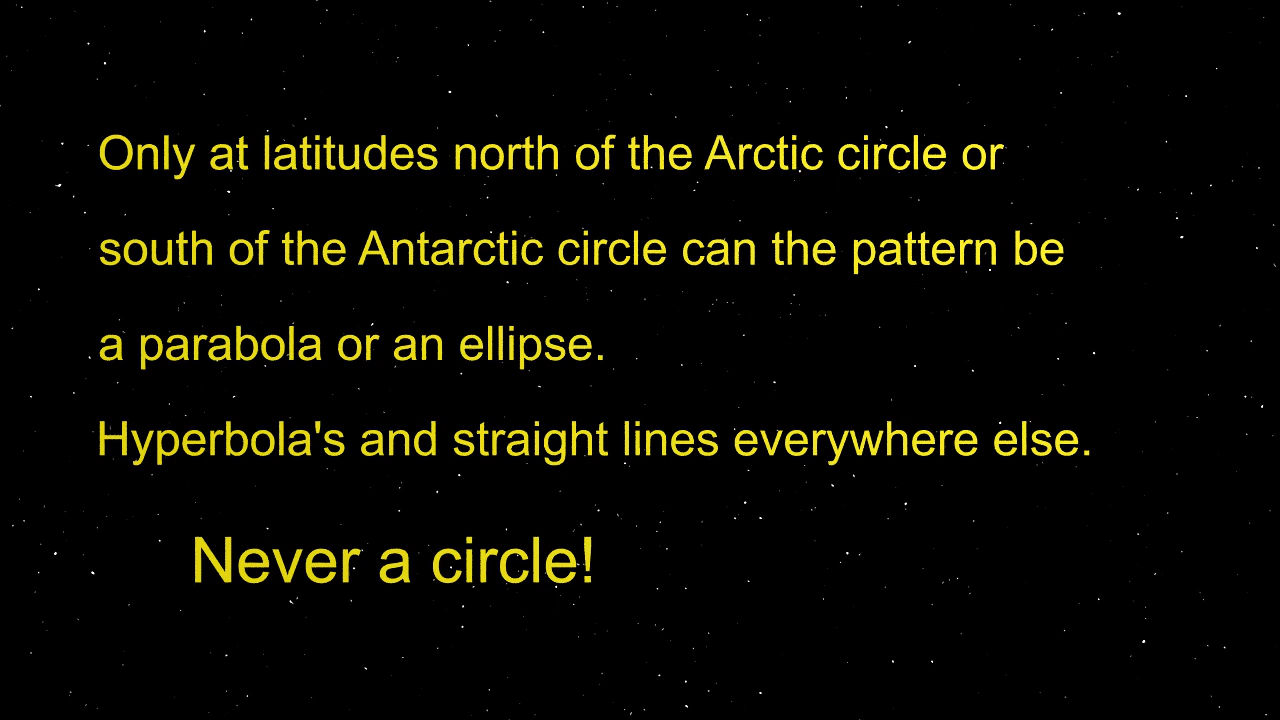 Only at latitudes north of the Arctic circle or
south of the Antarctic circle can the pattern be
a parabola or an ellipse.
Hyperbola's and straight lines everywhere else.
Never a circle!